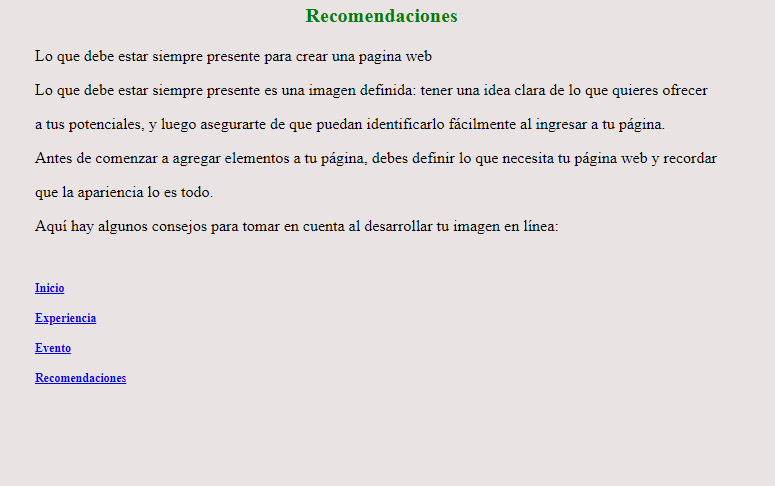 Recomendaciones
Lo que debe estar siempre presente para crear una pagina web
Lo que debe estar siempre presente es una imagen definida: tener una idea clara de lo que quieres ofrecer
a tus potenciales, y luego asegurarte de que puedan identificarlo fácilmente al ingresar a tu página.
Antes de comenzar a agregar elementos a tu página, debes definir lo que necesita tu página web y recordar
que la apariencia lo es todo.
Aquí hay algunos consejos para tomar en cuenta al desarrollar tu imagen en línea:
Inicio
Experiencia
Evento
Recomendaciones